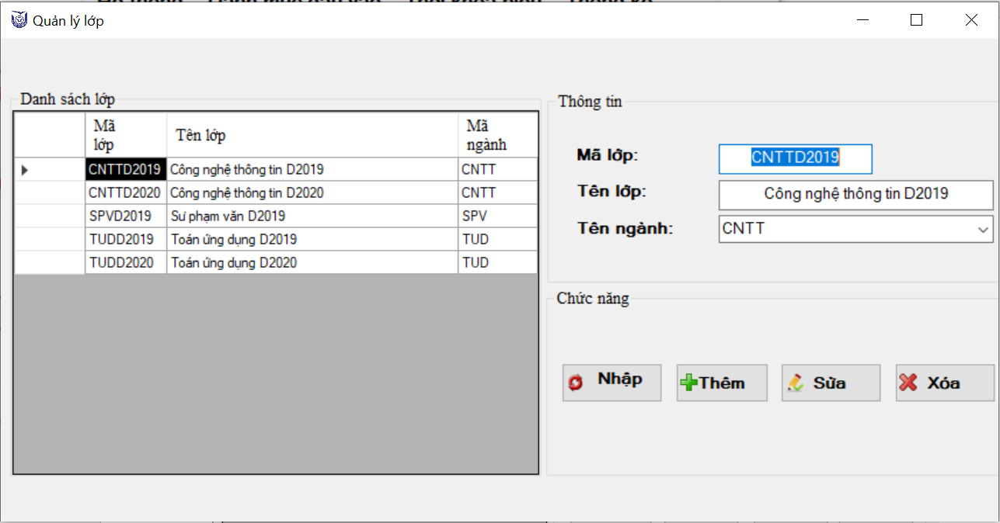 Quản lý lớp
Danh sách lớp
Mã lớp Tên lớp Mã ngành
CNTTD2019 Công nghệ thông tin D2019 CNTT
CNTTD2020 Công nghệ thông tin D2020 CNTT
SPVD2019 Sư phạm văn D2019 SPV
TUDD2019 Toán ứng dụng D2019 TUD
TUDD2020 Toán ứng dụng D2020 TUD
Thông tin
Mã lớp: CNTTD2019
Tên lớp: Công nghệ thông tin D2019
Tên ngành: CNTT
Chức năng
Nhập Thêm Sửa Xóa